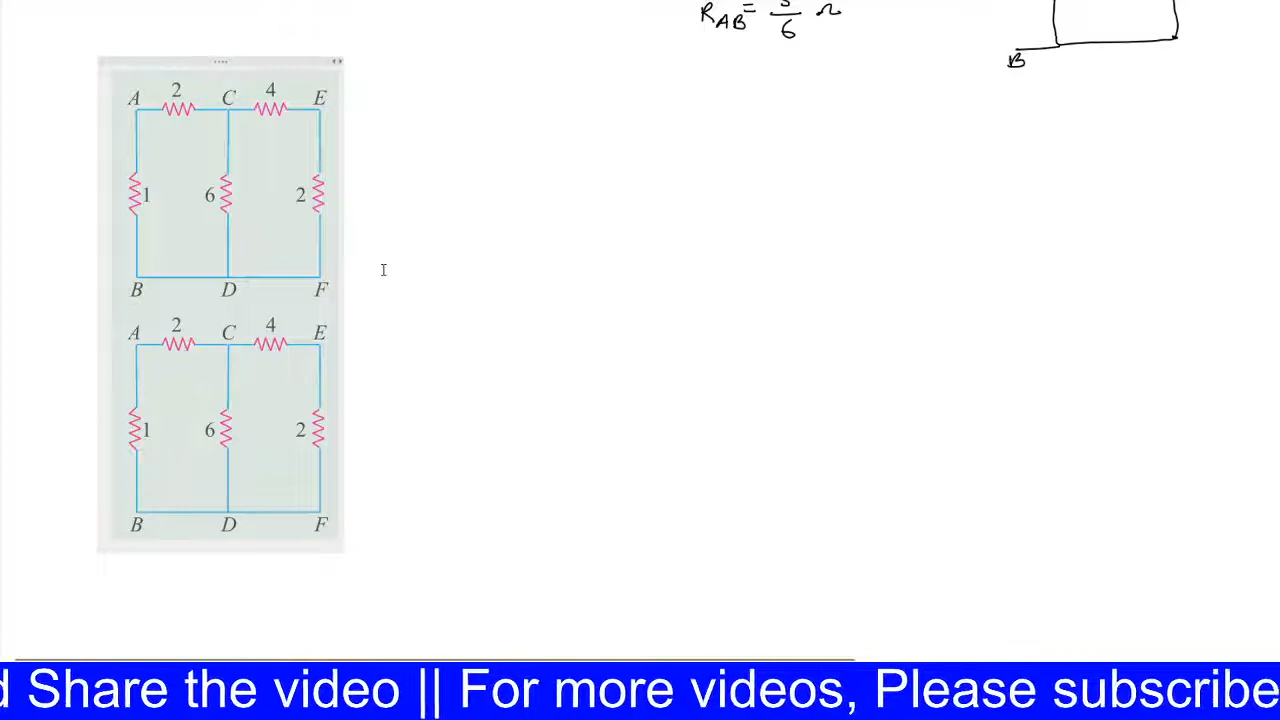 R_AB = 5/6 Ω
B
2 4
A C E
1 6 2
B D F
2 4
A C E
1 6 2
B D F
d Share the video || For more videos, Please subscribe